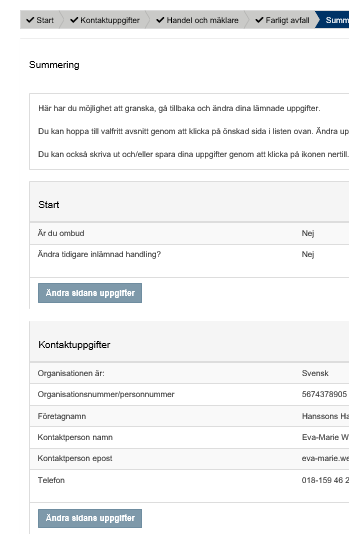 Start Kontaktuppgifter Handel och mäklare Farligt avfall Summ
Summering
Här har du möjlighet att granska, gå tillbaka och ändra dina lämnade uppgifter.
Du kan hoppa till valfritt avsnitt genom att klicka på önskad sida i listen ovan. Ändra up
Du kan också skriva ut och/eller spara dina uppgifter genom att klicka på ikonen nertill.
Start
Är du ombud Nej
Ändra tidigare inlämnad handling? Nej
Ändra sidans uppgifter
Kontaktuppgifter
Organisationen är: Svensk
Organisationsnummer/personnummer 5674378905
Företagnamn Hanssons Ha
Kontaktperson namn Eva-Marie W
Kontaktperson epost eva-marie.we
Telefon 018-159 46 2
Ändra sidans uppgifter